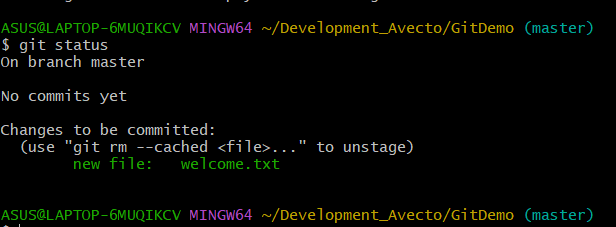 ASUS@LAPTOP-6MUQIKCV MINGW64 ~/Development_Avecto/GitDemo (master)
$ git status
On branch master
No commits yet
Changes to be committed:
(use "git rm --cached <file>..." to unstage)
new file: welcome.txt
ASUS@LAPTOP-6MUQIKCV MINGW64 ~/Development_Avecto/GitDemo (master)